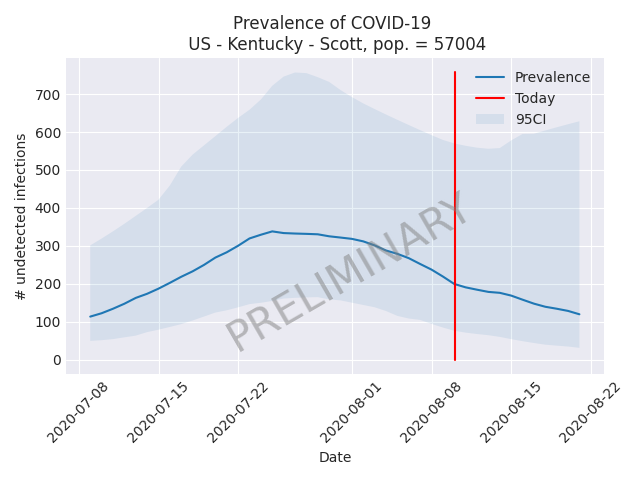 Prevalence of COVID-19
US - Kentucky - Scott, pop. = 57004
Prevalence
Today
95CI
700
600
500
400
300
200
100
0
# undetected infections
PRELIMINARY
2020-07-08
2020-07-15
2020-07-22
2020-08-01
2020-08-08
2020-08-15
2020-08-22
Date